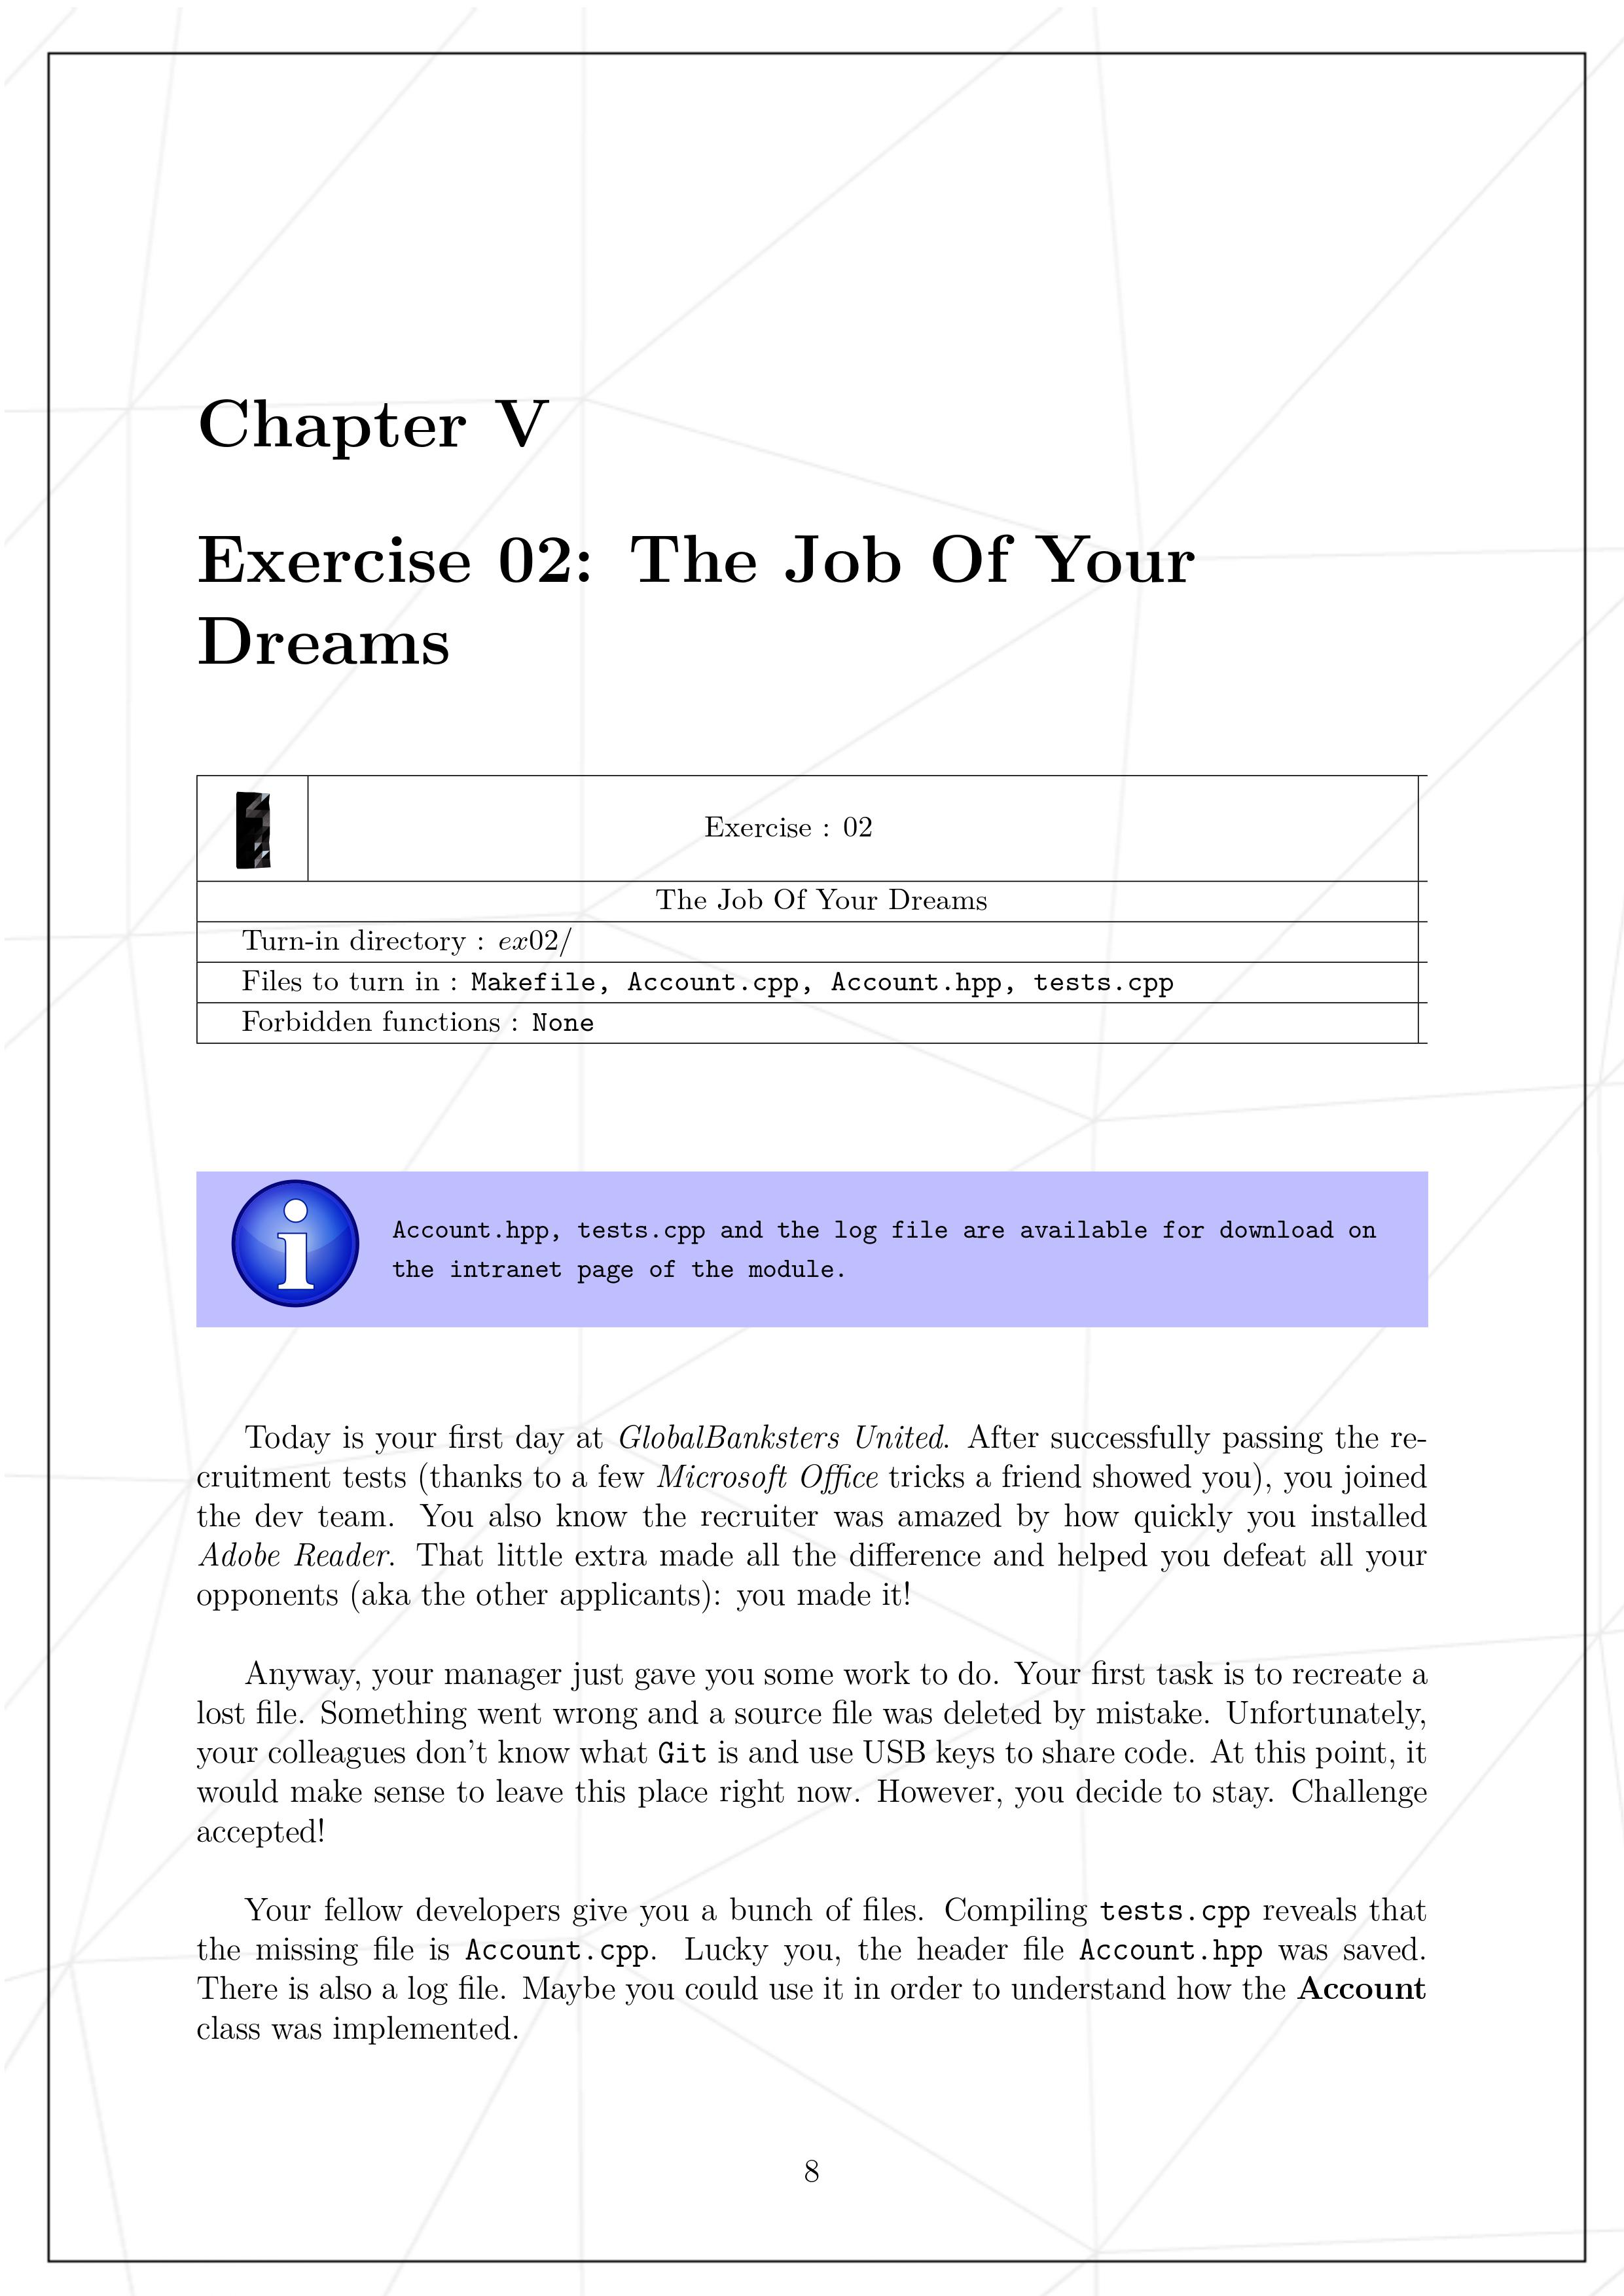 Chapter V
Exercise 02: The Job Of Your
Dreams
Exercise : 02
The Job Of Your Dreams
Turn-in directory : ex02/
Files to turn in : Makefile, Account.cpp, Account.hpp, tests.cpp
Forbidden functions : None
Account.hpp, tests.cpp and the log file are available for download on
the intranet page of the module.
Today is your first day at GlobalBanksters United. After successfully passing the re-
cruitment tests (thanks to a few Microsoft Office tricks a friend showed you), you joined
the dev team. You also know the recruiter was amazed by how quickly you installed
Adobe Reader. That little extra made all the difference and helped you defeat all your
opponents (aka the other applicants): you made it!
Anyway, your manager just gave you some work to do. Your first task is to recreate a
lost file. Something went wrong and a source file was deleted by mistake. Unfortunately,
your colleagues don't know what Git is and use USB keys to share code. At this point, it
would make sense to leave this place right now. However, you decide to stay. Challenge
accepted!
Your fellow developers give you a bunch of files. Compiling tests.cpp reveals that
the missing file is Account.cpp. Lucky you, the header file Account.hpp was saved.
There is also a log file. Maybe you could use it in order to understand how the Account
class was implemented.
8